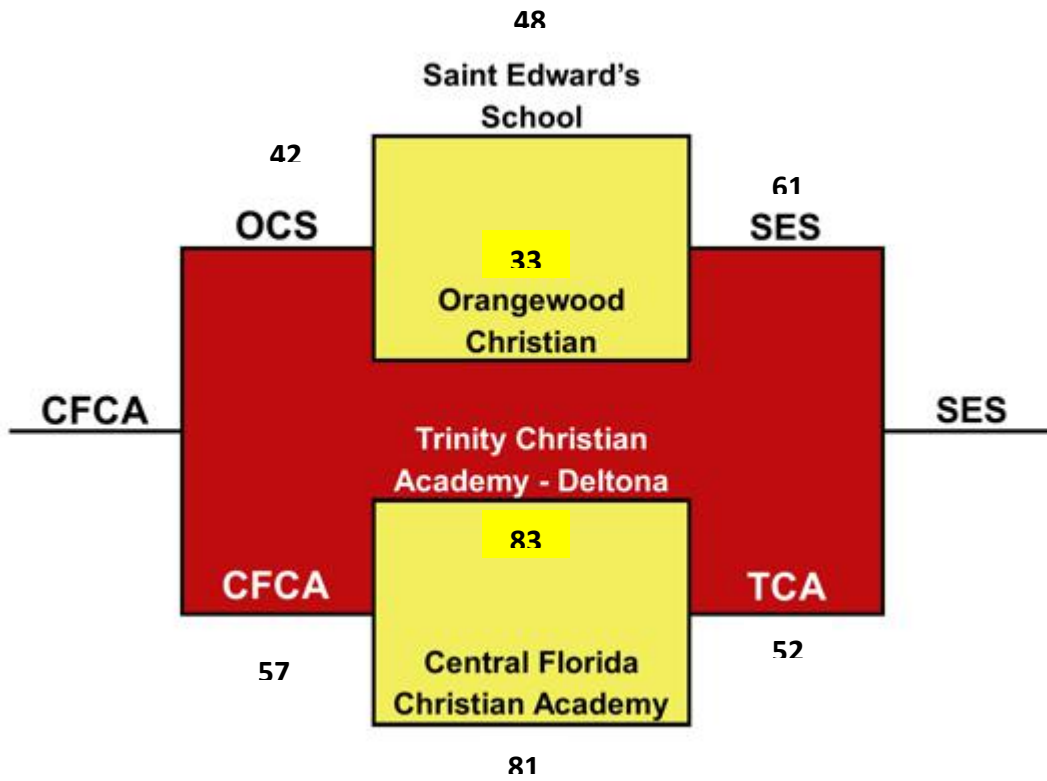 48
Saint Edward's
School
42
61
OCS
SES
33
Orangewood
Christian
CFCA
SES
Trinity Christian
Academy - Deltona
83
CFCA
TCA
57
52
Central Florida
Christian Academy
81